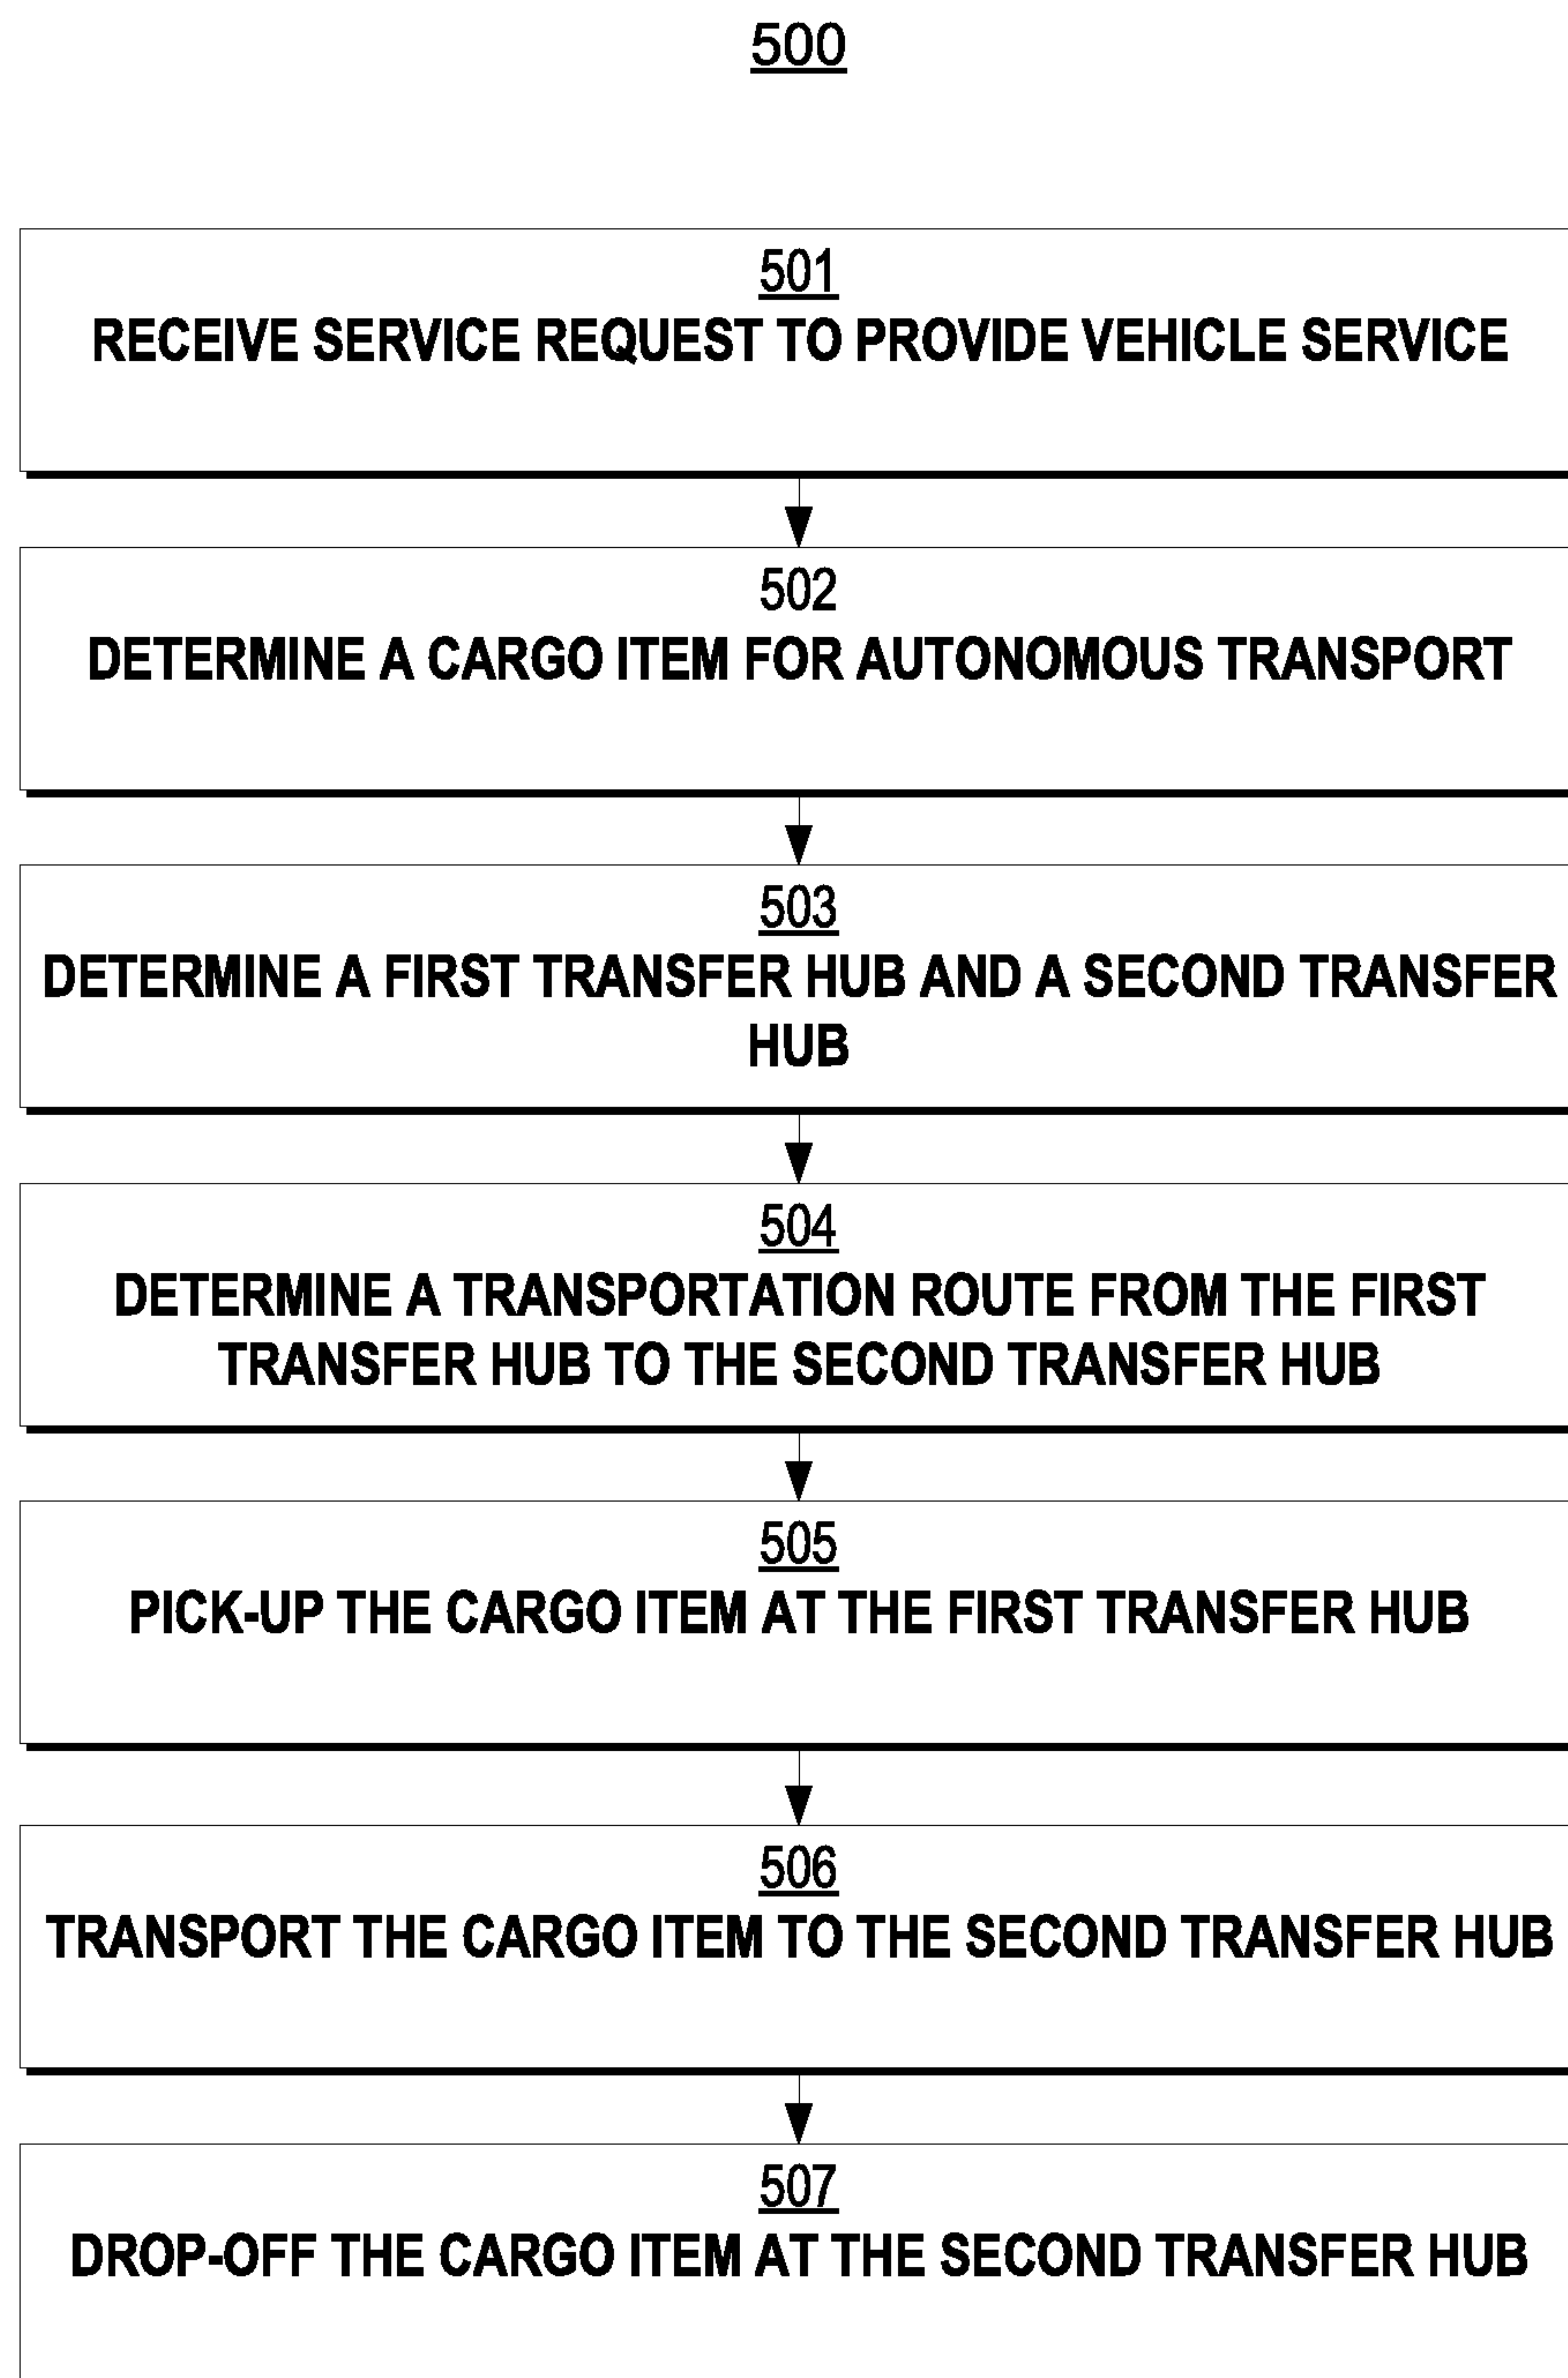 500
501
RECEIVE SERVICE REQUEST TO PROVIDE VEHICLE SERVICE
502
DETERMINE A CARGO ITEM FOR AUTONOMOUS TRANSPORT
503
DETERMINE A FIRST TRANSFER HUB AND A SECOND TRANSFER
HUB
504
DETERMINE A TRANSPORTATION ROUTE FROM THE FIRST
TRANSFER HUB TO THE SECOND TRANSFER HUB
505
PICK-UP THE CARGO ITEM AT THE FIRST TRANSFER HUB
506
TRANSPORT THE CARGO ITEM TO THE SECOND TRANSFER HUB
507
DROP-OFF THE CARGO ITEM AT THE SECOND TRANSFER HUB